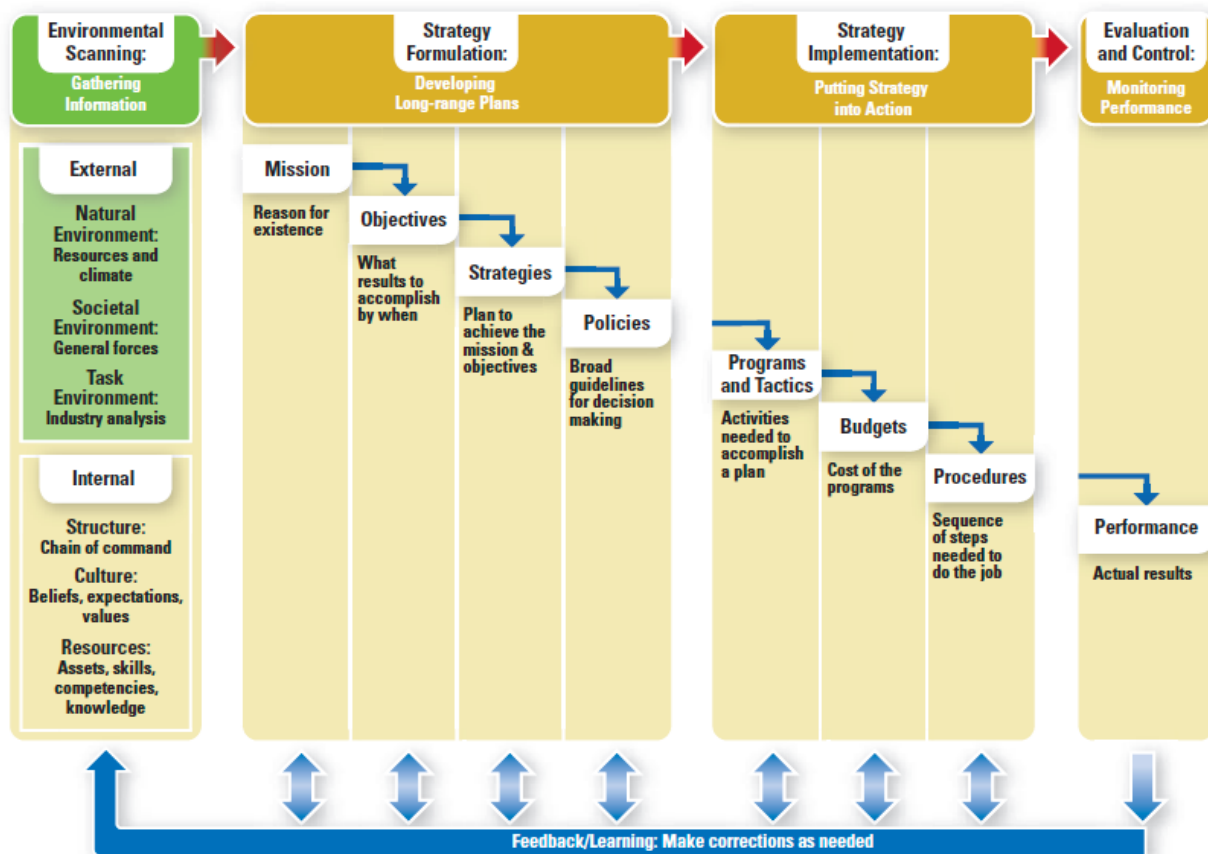 Environmental
Scanning:
Gathering
Information
Strategy
Formulation:
Developing
Long-range Plans
Strategy
Implementation:
Putting Strategy
into Action
Evaluation
and Control:
Monitoring
Performance
External
Natural
Environment:
Resources and
climate
Societal
Environment:
General forces
Task
Environment:
Industry analysis
Internal
Structure:
Chain of command
Culture:
Beliefs, expectations,
values
Resources:
Assets, skills,
competencies,
knowledge
Mission
Reason for
existence
Objectives
What
results to
accomplish
by when
Strategies
Plan to
achieve the
mission &
objectives
Policies
Broad
guidelines
for decision
making
Programs
and Tactics
Activities
needed to
accomplish
a plan
Budgets
Cost of the
programs
Procedures
Sequence
of steps
needed to
do the job
Performance
Actual results
Feedback/Learning: Make corrections as needed